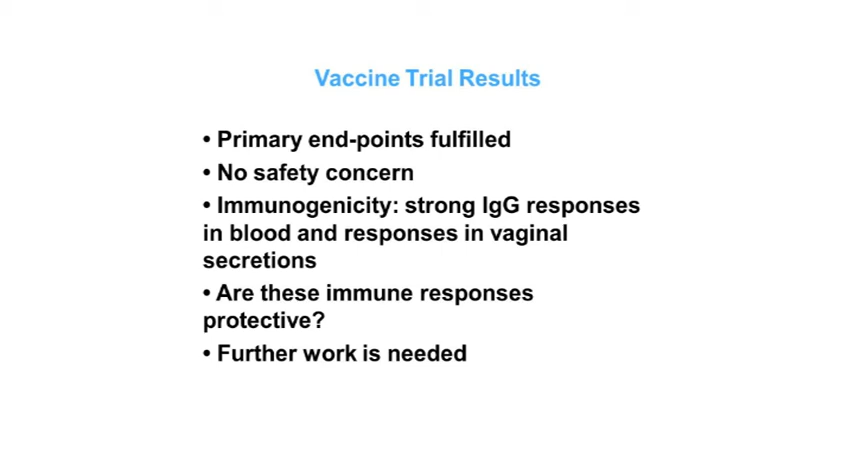 Vaccine Trial Results
• Primary end-points fulfilled
• No safety concern
• Immunogenicity: strong IgG responses
in blood and responses in vaginal
secretions
• Are these immune responses
protective?
• Further work is needed